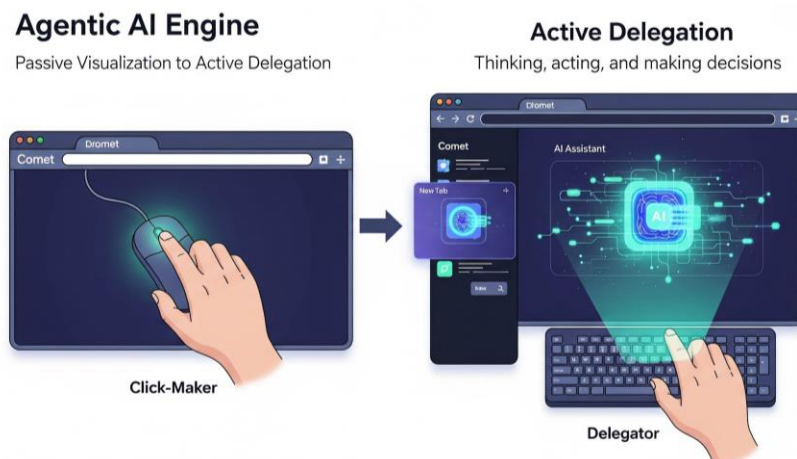 Agentic AI Engine
Passive Visualization to Active Delegation
Dromet
Comet
Click-Maker
Active Delegation
Thinking, acting, and making decisions
Dromet
Comet
AI Assistant
New Tab
AI
Delegator